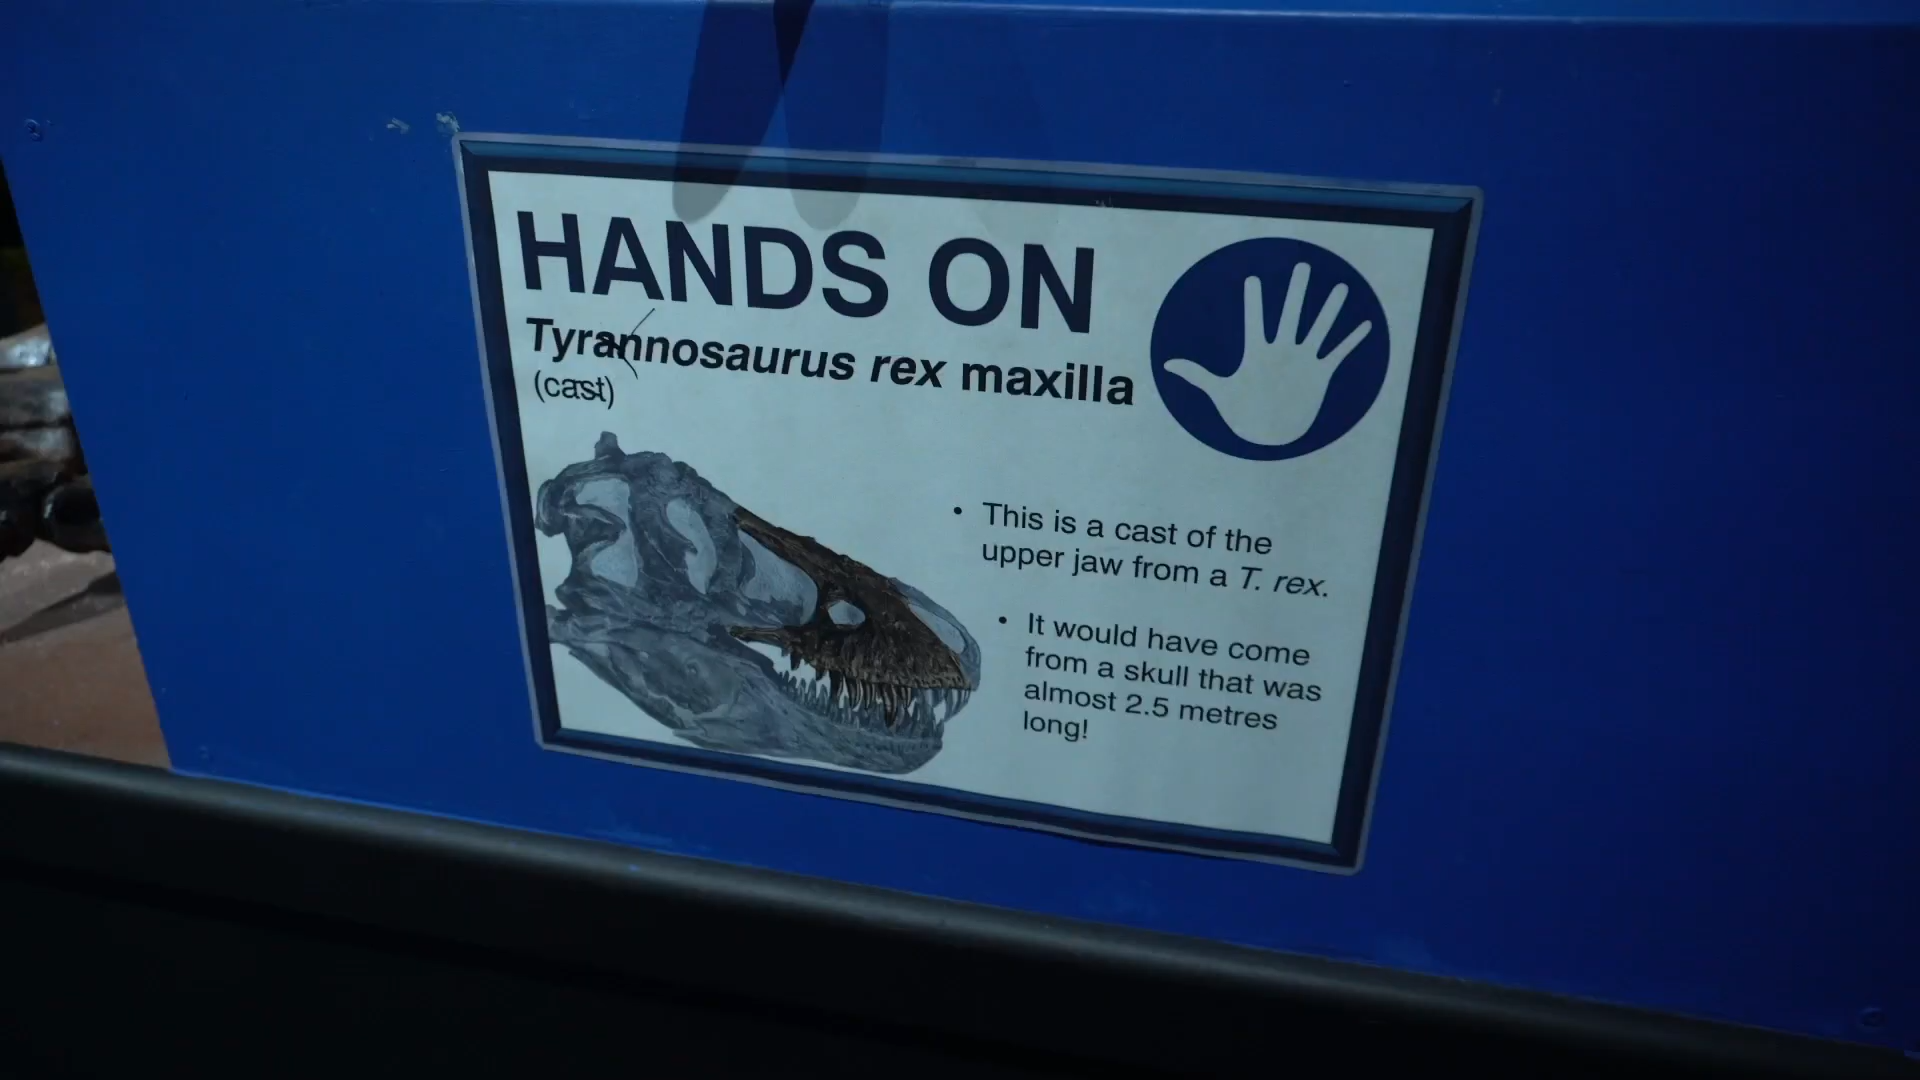 HANDS ON
Tyrannosaurus rex maxilla
(cast)
• This is a cast of the
upper jaw from a T. rex.
• It would have come
from a skull that was
almost 2.5 metres
long!